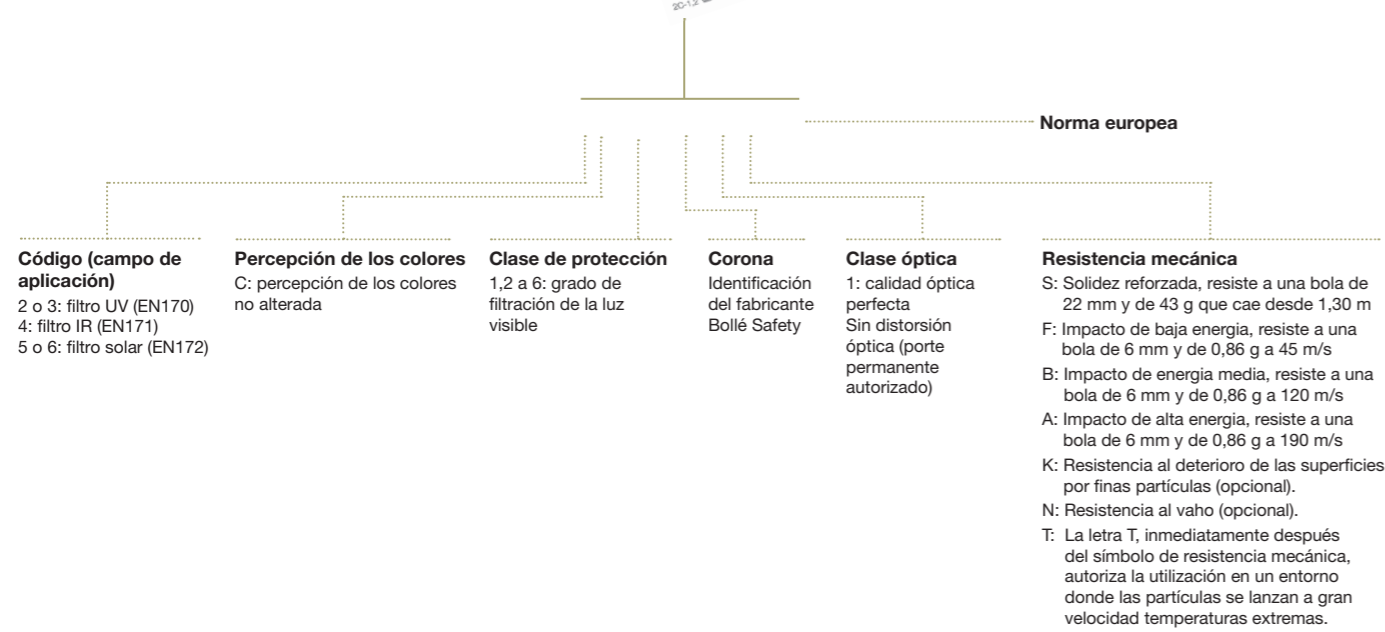 2C-1,2
Norma europea
Código (campo de
aplicación)
2 o 3: filtro UV (EN170)
4: filtro IR (EN171)
5 o 6: filtro solar (EN172)
Percepción de los colores
C: percepción de los colores
no alterada
Clase de protección
1,2 a 6: grado de
filtración de la luz
visible
Corona
Identificación
del fabricante
Bollé Safety
Clase óptica
1: calidad óptica
perfecta
Sin distorsión
óptica (porte
permanente
autorizado)
Resistencia mecánica
S: Solidez reforzada, resiste a una bola de
22 mm y de 43 g que cae desde 1,30 m
F: Impacto de baja energia, resiste a una
bola de 6 mm y de 0,86 g a 45 m/s
B: Impacto de energia media, resiste a una
bola de 6 mm y de 0,86 g a 120 m/s
A: Impacto de alta energia, resiste a una
bola de 6 mm y de 0,86 g a 190 m/s
K: Resistencia al deterioro de las superficies
por finas partículas (opcional).
N: Resistencia al vaho (opcional).
T: La letra T, inmediatamente después
del símbolo de resistencia mecánica,
autoriza la utilización en un entorno
donde las partículas se lanzan a gran
velocidad temperaturas extremas.